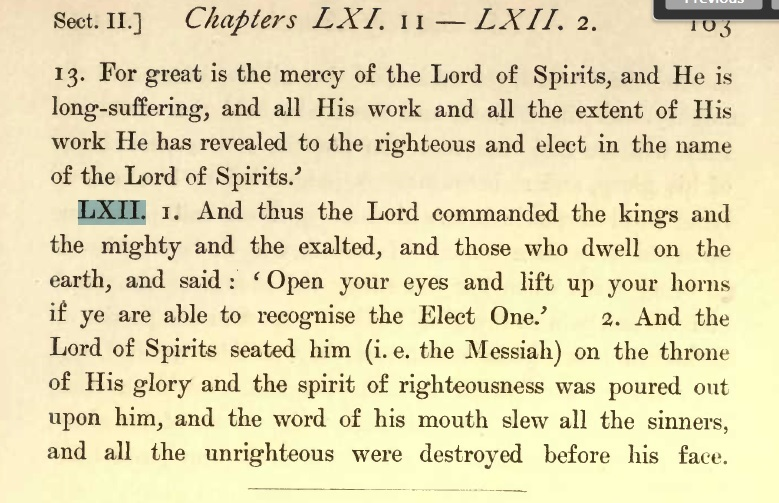 Previous
Sect. II.] Chapters LXI. 11 — LXII. 2. 163
13. For great is the mercy of the Lord of Spirits, and He is
long-suffering, and all His work and all the extent of His
work He has revealed to the righteous and elect in the name
of the Lord of Spirits.’
LXII. 1. And thus the Lord commanded the kings and
the mighty and the exalted, and those who dwell on the
earth, and said : ‘ Open your eyes and lift up your horns
if ye are able to recognise the Elect One.’ 2. And the
Lord of Spirits seated him (i. e. the Messiah) on the throne
of His glory and the spirit of righteousness was poured out
upon him, and the word of his mouth slew all the sinners,
and all the unrighteous were destroyed before his face.